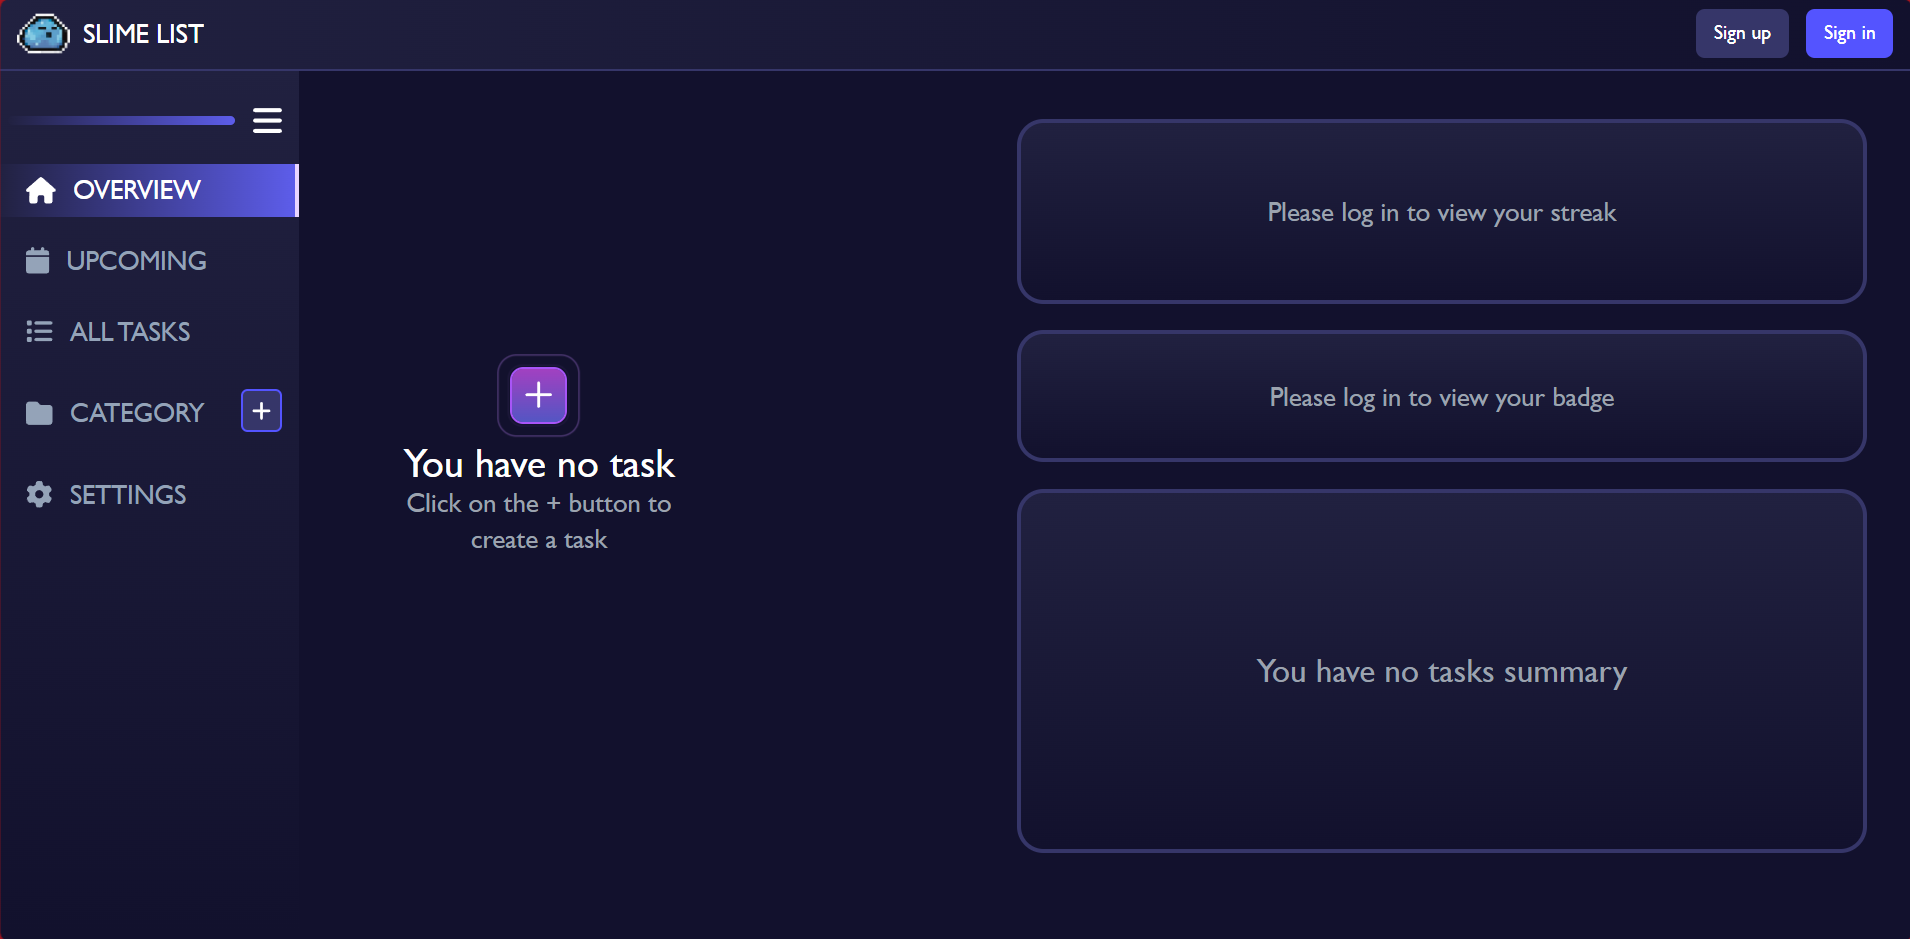 SLIME LIST
Sign up
Sign in
OVERVIEW
UPCOMING
ALL TASKS
CATEGORY
SETTINGS
You have no task
Click on the + button to
create a task
Please log in to view your streak
Please log in to view your badge
You have no tasks summary